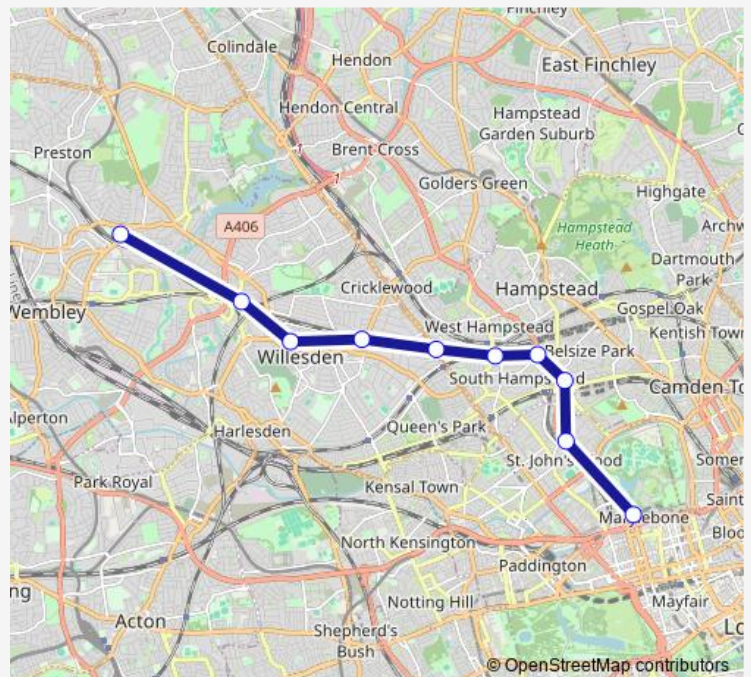 Finchley
Colindale
Hendon
East Finchley
Hendon Central
Hampstead
Garden Suburb
Preston
Brent Cross
Golders Green
Highgate
A406
Hampstead
Heath
Dartmouth
Park
Cricklewood
Hampstead
Gospel Oak
Wembley
West Hampstead
Kentish Town
Willesden
Belsize Park
South Hampstead
Camden To
Alperton
Harlesden
Queen's Park
St. John's Wood
Somer
Park Royal
Kensal Town
Saint
Marylebone
Bloo
North Kensington
Paddington
ng
Notting Hill
Mayfair
Acton
Shepherd's
Bush
Lo
© OpenStreetMap contributors